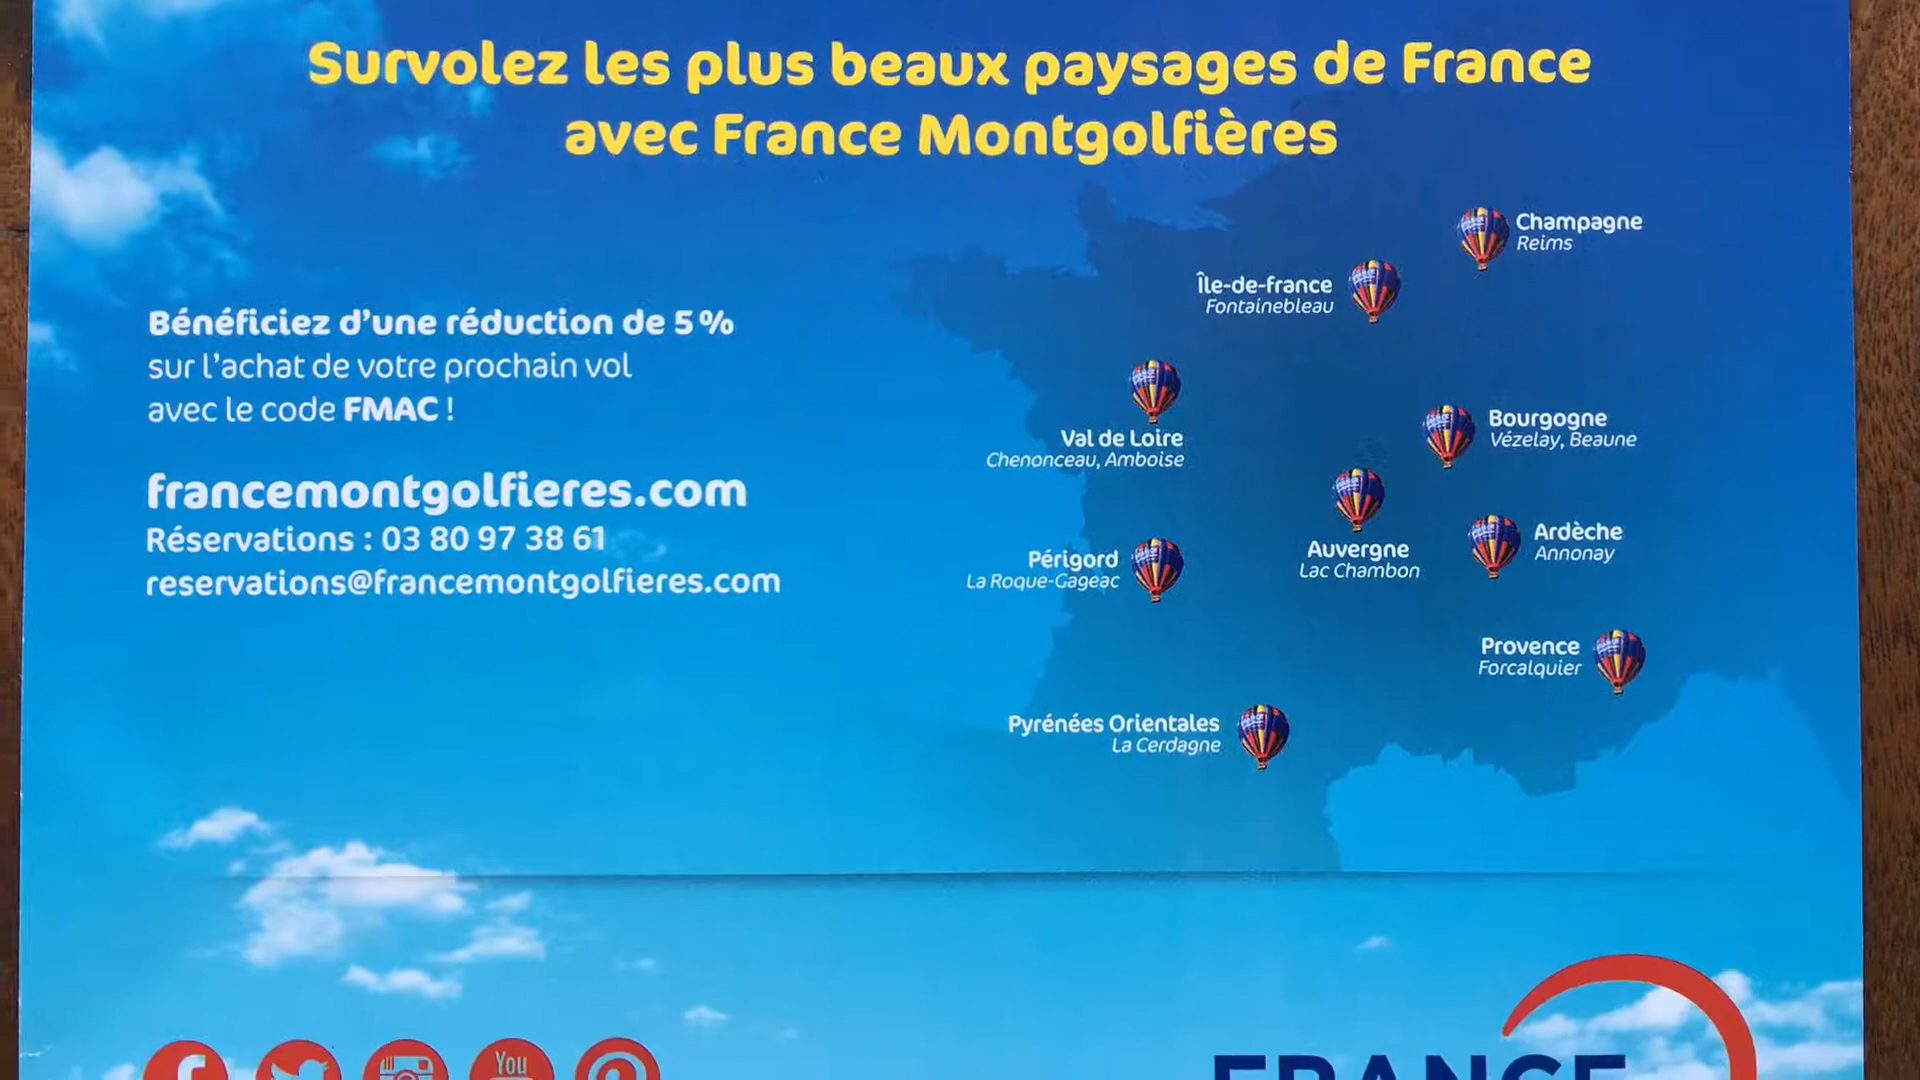 Survolez les plus beaux paysages de France
avec France Montgolfières
Bénéficiez d'une réduction de 5 %
sur l'achat de votre prochain vol
avec le code FMAC !
francemontgolfieres.com
Réservations : 03 80 97 38 61
reservations@francemontgolfieres.com
Champagne
Reims
Île-de-france
Fontainebleau
Val de Loire
Chenonceau, Amboise
Bourgogne
Vézelay, Beaune
Auvergne
Lac Chambon
Ardèche
Annonay
Périgord
La Roque-Gageac
Provence
Forcalquier
Pyrénées Orientales
La Cerdagne
You
FRANCE